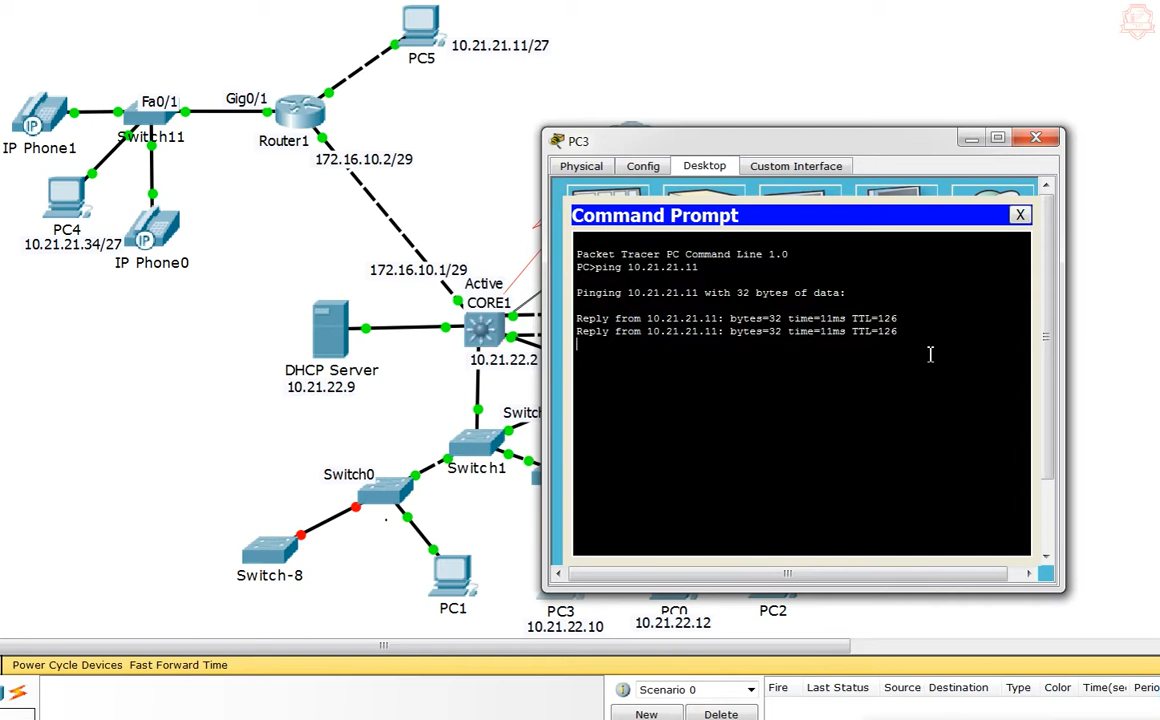 PC5
10.21.21.11/27
Fa0/1
Gig0/1
IP
IP Phone1
Switch11
Router1
172.16.10.2/29
PC4
10.21.21.34/27
IP
IP Phone0
172.16.10.1/29
Active
CORE1
10.21.22.2
DHCP Server
10.21.22.9
Switch
Switch1
Switch0
Switch-8
PC1
PC3
10.21.22.10
PC0
10.21.22.12
PC2
PC3
Physical Config Desktop Custom Interface
Command Prompt X
Packet Tracer PC Command Line 1.0
PC>ping 10.21.21.11
Pinging 10.21.21.11 with 32 bytes of data:
Reply from 10.21.21.11: bytes=32 time=11ms TTL=126
Reply from 10.21.21.11: bytes=32 time=11ms TTL=126
Power Cycle Devices Fast Forward Time
Scenario 0
New Delete
Fire Last Status Source Destination Type Color Time(sec Perio